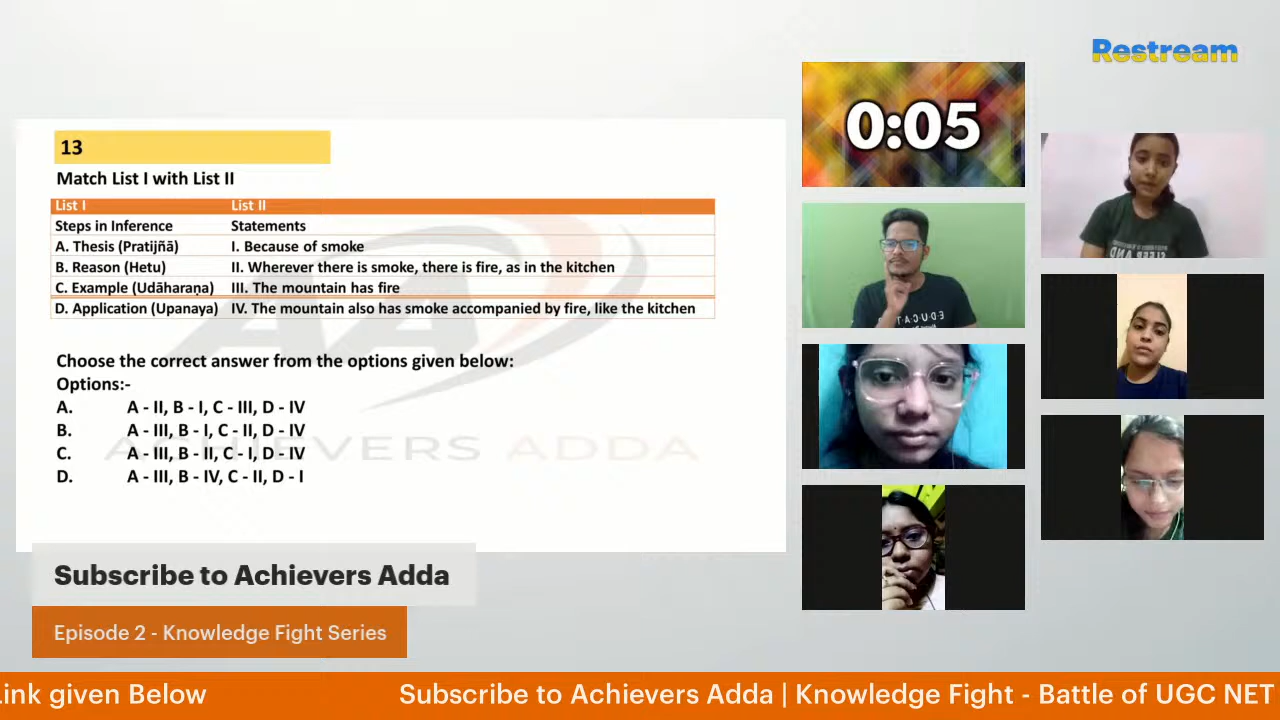 Restream
0:05
13
Match List I with List II
List I List II
Steps in Inference Statements
A. Thesis (Pratijñā) I. Because of smoke
B. Reason (Hetu) II. Wherever there is smoke, there is fire, as in the kitchen
C. Example (Udāharaṇa) III. The mountain has fire
D. Application (Upanaya) IV. The mountain also has smoke accompanied by fire, like the kitchen
Choose the correct answer from the options given below:
Options:-
A. A - II, B - I, C - III, D - IV
B. A - III, B - I, C - II, D - IV
C. A - III, B - II, C - I, D - IV
D. A - III, B - IV, C - II, D - I
ACHIEVERS ADDA
Subscribe to Achievers Adda
Episode 2 - Knowledge Fight Series
Link given Below Subscribe to Achievers Adda | Knowledge Fight - Battle of UGC NET